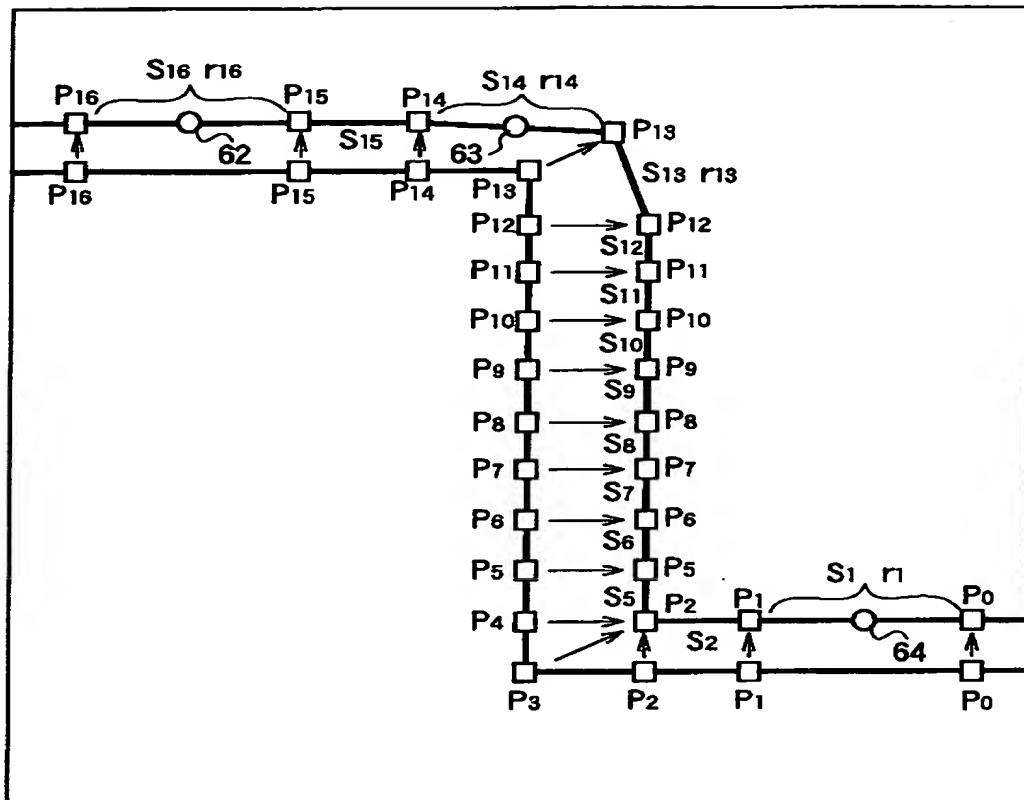 S16 r16
S14 r14
P16 P15 P14 P13
62 S15 63
S13 r13
P16 P15 P14 P13
P12 P12
S12
P11 P11
S11
P10 P10
S10
P9 P9
S9
P8 P8
S8
P7 P7
S7
P6 P6
S6
P5 P5
S1 r1
S5 P2 P1 P0
P4
S2 64
P3 P2 P1 P0